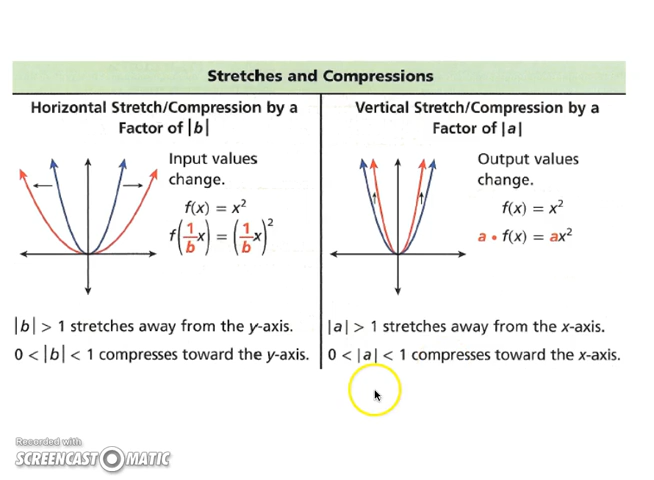 Stretches and Compressions
Horizontal Stretch/Compression by a
Factor of |b|
Input values
change.
f(x) = x²
f(1/b x) = (1/b x)²
|b| > 1 stretches away from the y-axis.
0 < |b| < 1 compresses toward the y-axis.
Vertical Stretch/Compression by a
Factor of |a|
Output values
change.
f(x) = x²
a • f(x) = ax²
|a| > 1 stretches away from the x-axis.
0 < |a| < 1 compresses toward the x-axis.
Recorded with
SCREENCAST-O-MATIC